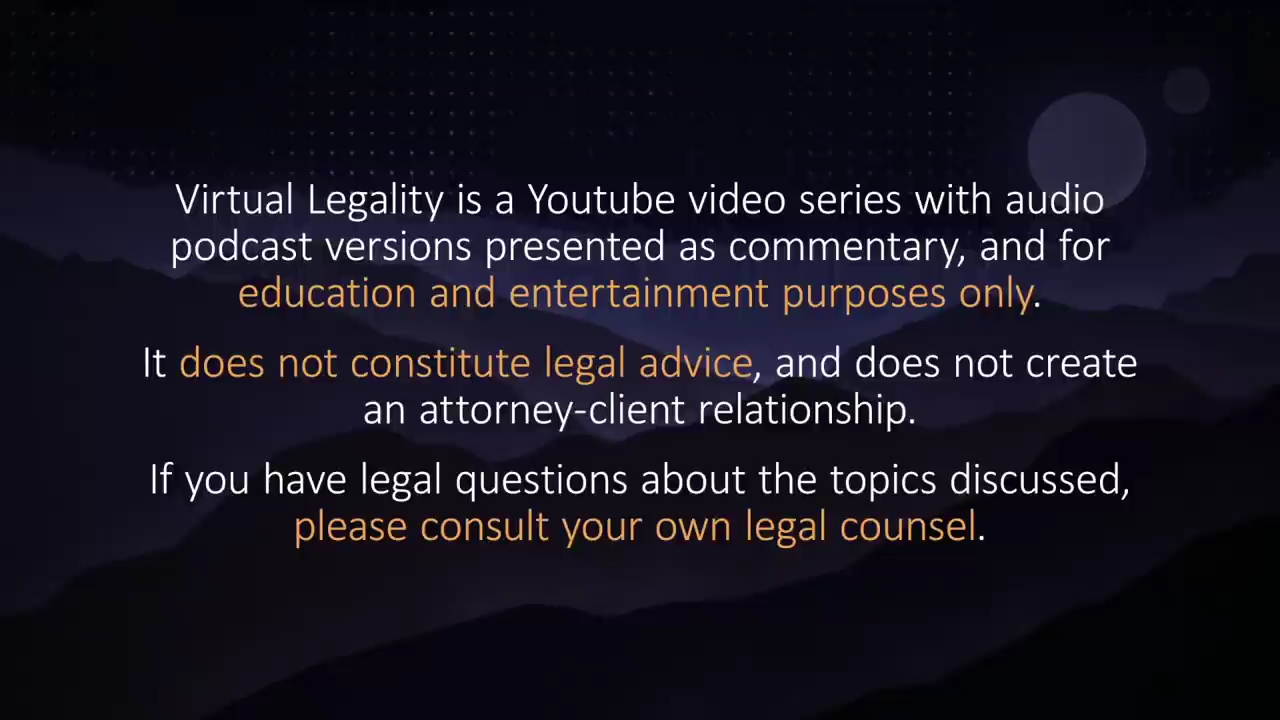 Virtual Legality is a Youtube video series with audio
podcast versions presented as commentary, and for
education and entertainment purposes only.
It does not constitute legal advice, and does not create
an attorney-client relationship.
If you have legal questions about the topics discussed,
please consult your own legal counsel.